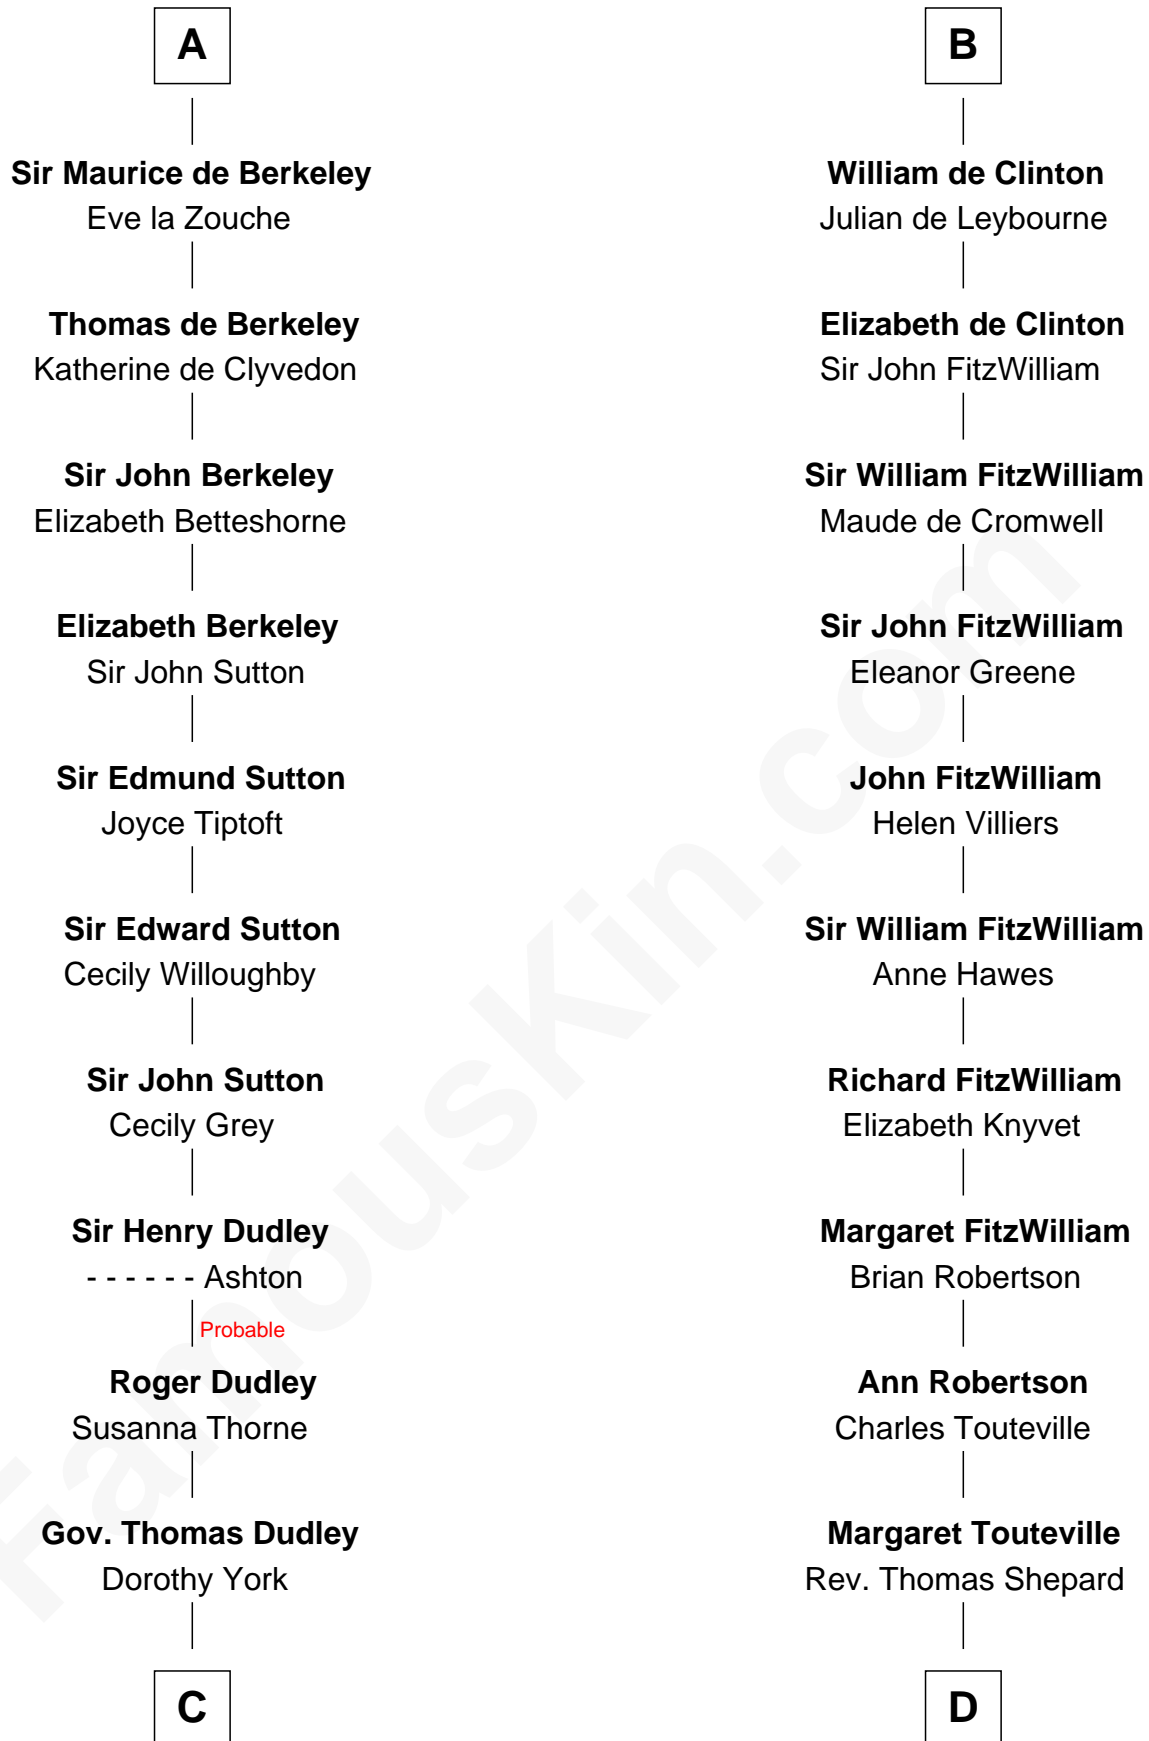 A
Sir Maurice de Berkeley
Eve la Zouche
Thomas de Berkeley
Katherine de Clyvedon
Sir John Berkeley
Elizabeth Betteshorne
Elizabeth Berkeley
Sir John Sutton
Sir Edmund Sutton
Joyce Tiptoft
Sir Edward Sutton
Cecily Willoughby
Sir John Sutton
Cecily Grey
Sir Henry Dudley
- - - - - - Ashton
Probable
Roger Dudley
Susanna Thorne
Gov. Thomas Dudley
Dorothy York
C
B
William de Clinton
Julian de Leybourne
Elizabeth de Clinton
Sir John FitzWilliam
Sir William FitzWilliam
Maude de Cromwell
Sir John FitzWilliam
Eleanor Greene
John FitzWilliam
Helen Villiers
Sir William FitzWilliam
Anne Hawes
Richard FitzWilliam
Elizabeth Knyvet
Margaret FitzWilliam
Brian Robertson
Ann Robertson
Charles Touteville
Margaret Touteville
Rev. Thomas Shepard
D
FamousKin.com